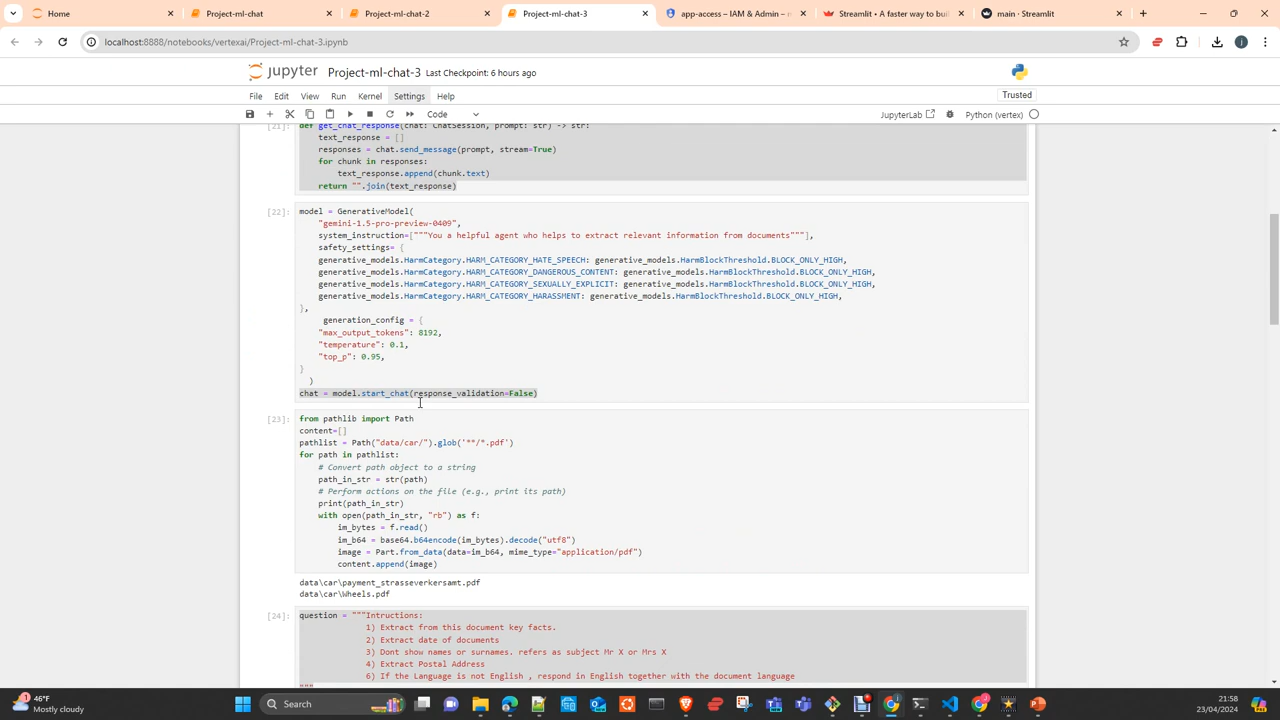 Home
Project-ml-chat
Project-ml-chat-2
Project-ml-chat-3
app-access – IAM & Admin –
Streamlit • A faster way to bui
main · Streamlit
localhost:8888/notebooks/vertexai/Project-ml-chat-3.ipynb
jupyter Project-ml-chat-3 Last Checkpoint: 6 hours ago
Trusted
File Edit View Run Kernel Settings Help
Code
JupyterLab
Python (vertex)
[21]: def get_chat_response(chat: ChatSession, prompt: str) -> str:
text_response = []
responses = chat.send_message(prompt, stream=True)
for chunk in responses:
text_response.append(chunk.text)
return "".join(text_response)
[22]: model = GenerativeModel(
"gemini-1.5-pro-preview-0409",
system_instruction=["""You a helpful agent who helps to extract relevant information from documents"""],
safety_settings= {
generative_models.HarmCategory.HARM_CATEGORY_HATE_SPEECH: generative_models.HarmBlockThreshold.BLOCK_ONLY_HIGH,
generative_models.HarmCategory.HARM_CATEGORY_DANGEROUS_CONTENT: generative_models.HarmBlockThreshold.BLOCK_ONLY_HIGH,
generative_models.HarmCategory.HARM_CATEGORY_SEXUALLY_EXPLICIT: generative_models.HarmBlockThreshold.BLOCK_ONLY_HIGH,
generative_models.HarmCategory.HARM_CATEGORY_HARASSMENT: generative_models.HarmBlockThreshold.BLOCK_ONLY_HIGH,
},
generation_config = {
"max_output_tokens": 8192,
"temperature": 0.1,
"top_p": 0.95,
}
)
chat = model.start_chat(response_validation=False)
[23]: from pathlib import Path
content=[]
pathlist = Path("data/car/").glob('**/*.pdf')
for path in pathlist:
# Convert path object to a string
path_in_str = str(path)
# Perform actions on the file (e.g., print its path)
print(path_in_str)
with open(path_in_str, "rb") as f:
im_bytes = f.read()
im_b64 = base64.b64encode(im_bytes).decode("utf8")
image = Part.from_data(data=im_b64, mime_type="application/pdf")
content.append(image)
data\car\payment_strasseverkersamt.pdf
data\car\Wheels.pdf
[24]: question = """Intructions:
1) Extract from this document key facts.
2) Extract date of documents
3) Dont show names or surnames. refers as subject Mr X or Mrs X
4) Extract Postal Address
6) If the Language is not English , respond in English together with the document language
"""
46°F
Mostly cloudy
Search
21:58
23/04/2024